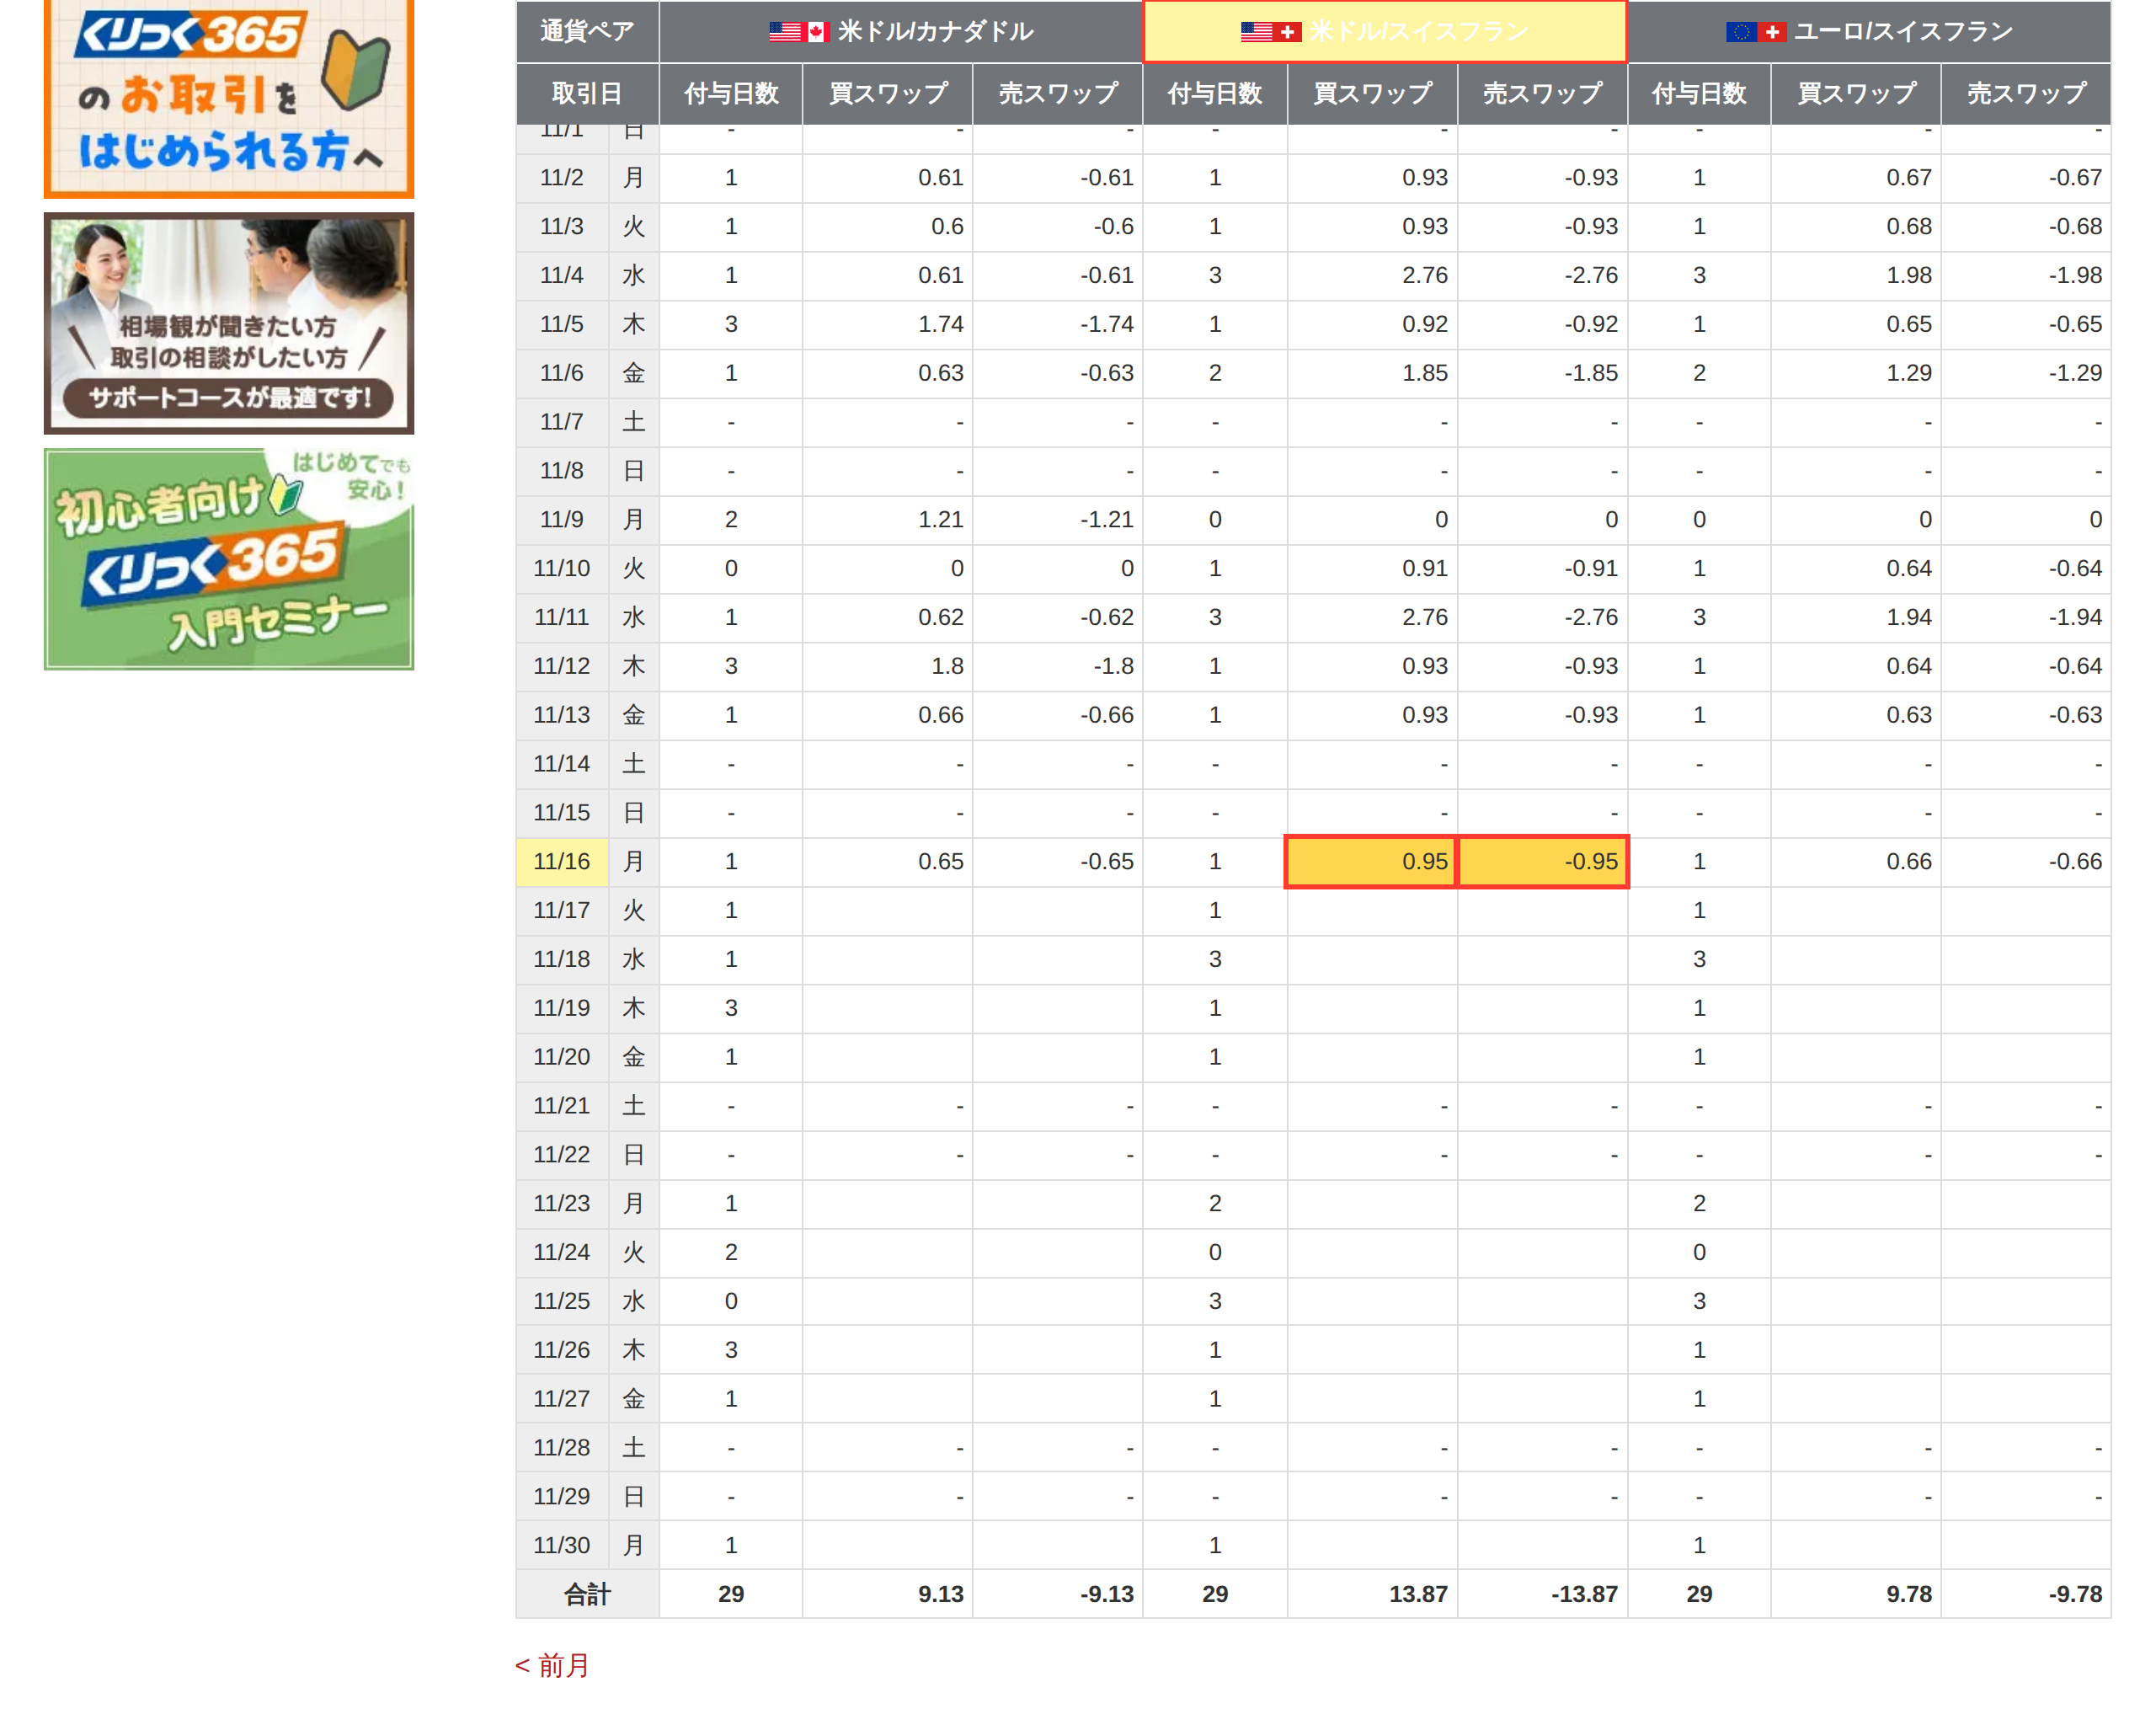 くりっく365
の お取引を
はじめられる方へ
相場観が聞きたい方
取引の相談がしたい方
サポートコースが最適です!
はじめてでも
安心!
初心者向け
くりっく365
入門セミナー
通貨ペア 米ドル/カナダドル 米ドル/スイスフラン ユーロ/スイスフラン
取引日 付与日数 買スワップ 売スワップ 付与日数 買スワップ 売スワップ 付与日数 買スワップ 売スワップ
11/1 日 - - - - - - - - -
11/2 月 1 0.61 -0.61 1 0.93 -0.93 1 0.67 -0.67
11/3 火 1 0.6 -0.6 1 0.93 -0.93 1 0.68 -0.68
11/4 水 1 0.61 -0.61 3 2.76 -2.76 3 1.98 -1.98
11/5 木 3 1.74 -1.74 1 0.92 -0.92 1 0.65 -0.65
11/6 金 1 0.63 -0.63 2 1.85 -1.85 2 1.29 -1.29
11/7 土 - - - - - - - - -
11/8 日 - - - - - - - - -
11/9 月 2 1.21 -1.21 0 0 0 0 0 0
11/10 火 0 0 0 1 0.91 -0.91 1 0.64 -0.64
11/11 水 1 0.62 -0.62 3 2.76 -2.76 3 1.94 -1.94
11/12 木 3 1.8 -1.8 1 0.93 -0.93 1 0.64 -0.64
11/13 金 1 0.66 -0.66 1 0.93 -0.93 1 0.63 -0.63
11/14 土 - - - - - - - - -
11/15 日 - - - - - - - - -
11/16 月 1 0.65 -0.65 1 0.95 -0.95 1 0.66 -0.66
11/17 火 1 1 1
11/18 水 1 3 3
11/19 木 3 1 1
11/20 金 1 1 1
11/21 土 - - - - - - - - -
11/22 日 - - - - - - - - -
11/23 月 1 2 2
11/24 火 2 0 0
11/25 水 0 3 3
11/26 木 3 1 1
11/27 金 1 1 1
11/28 土 - - - - - - - - -
11/29 日 - - - - - - - - -
11/30 月 1 1 1
合計 29 9.13 -9.13 29 13.87 -13.87 29 9.78 -9.78
< 前月